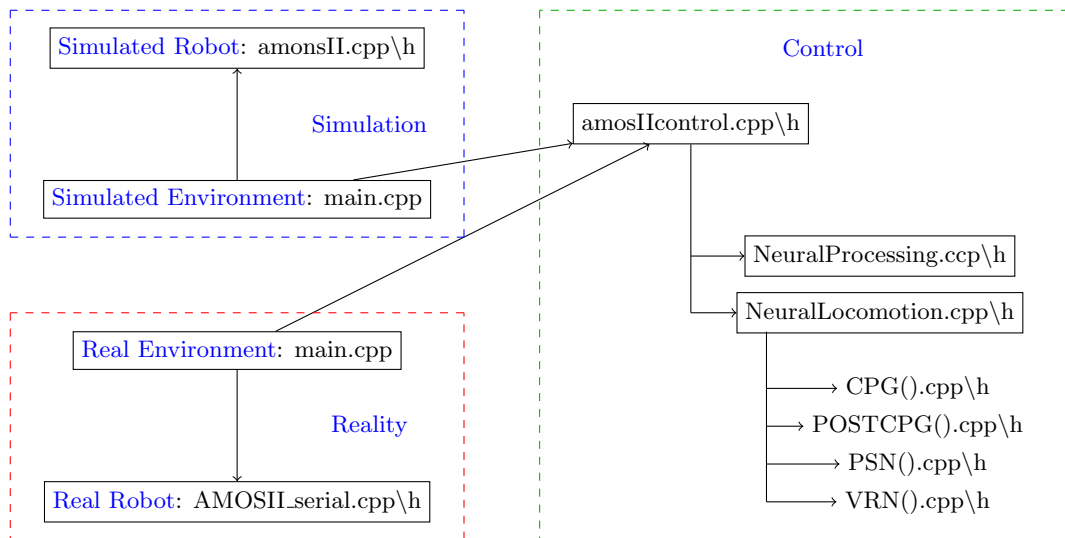 Simulated Robot: amonsII.cpp\h
Simulation
Simulated Environment: main.cpp
Real Environment: main.cpp
Reality
Real Robot: AMOSII_serial.cpp\h
Control
amosIIcontrol.cpp\h
NeuralProcessing.ccp\h
NeuralLocomotion.cpp\h
CPG().cpp\h
POSTCPG().cpp\h
PSN().cpp\h
VRN().cpp\h